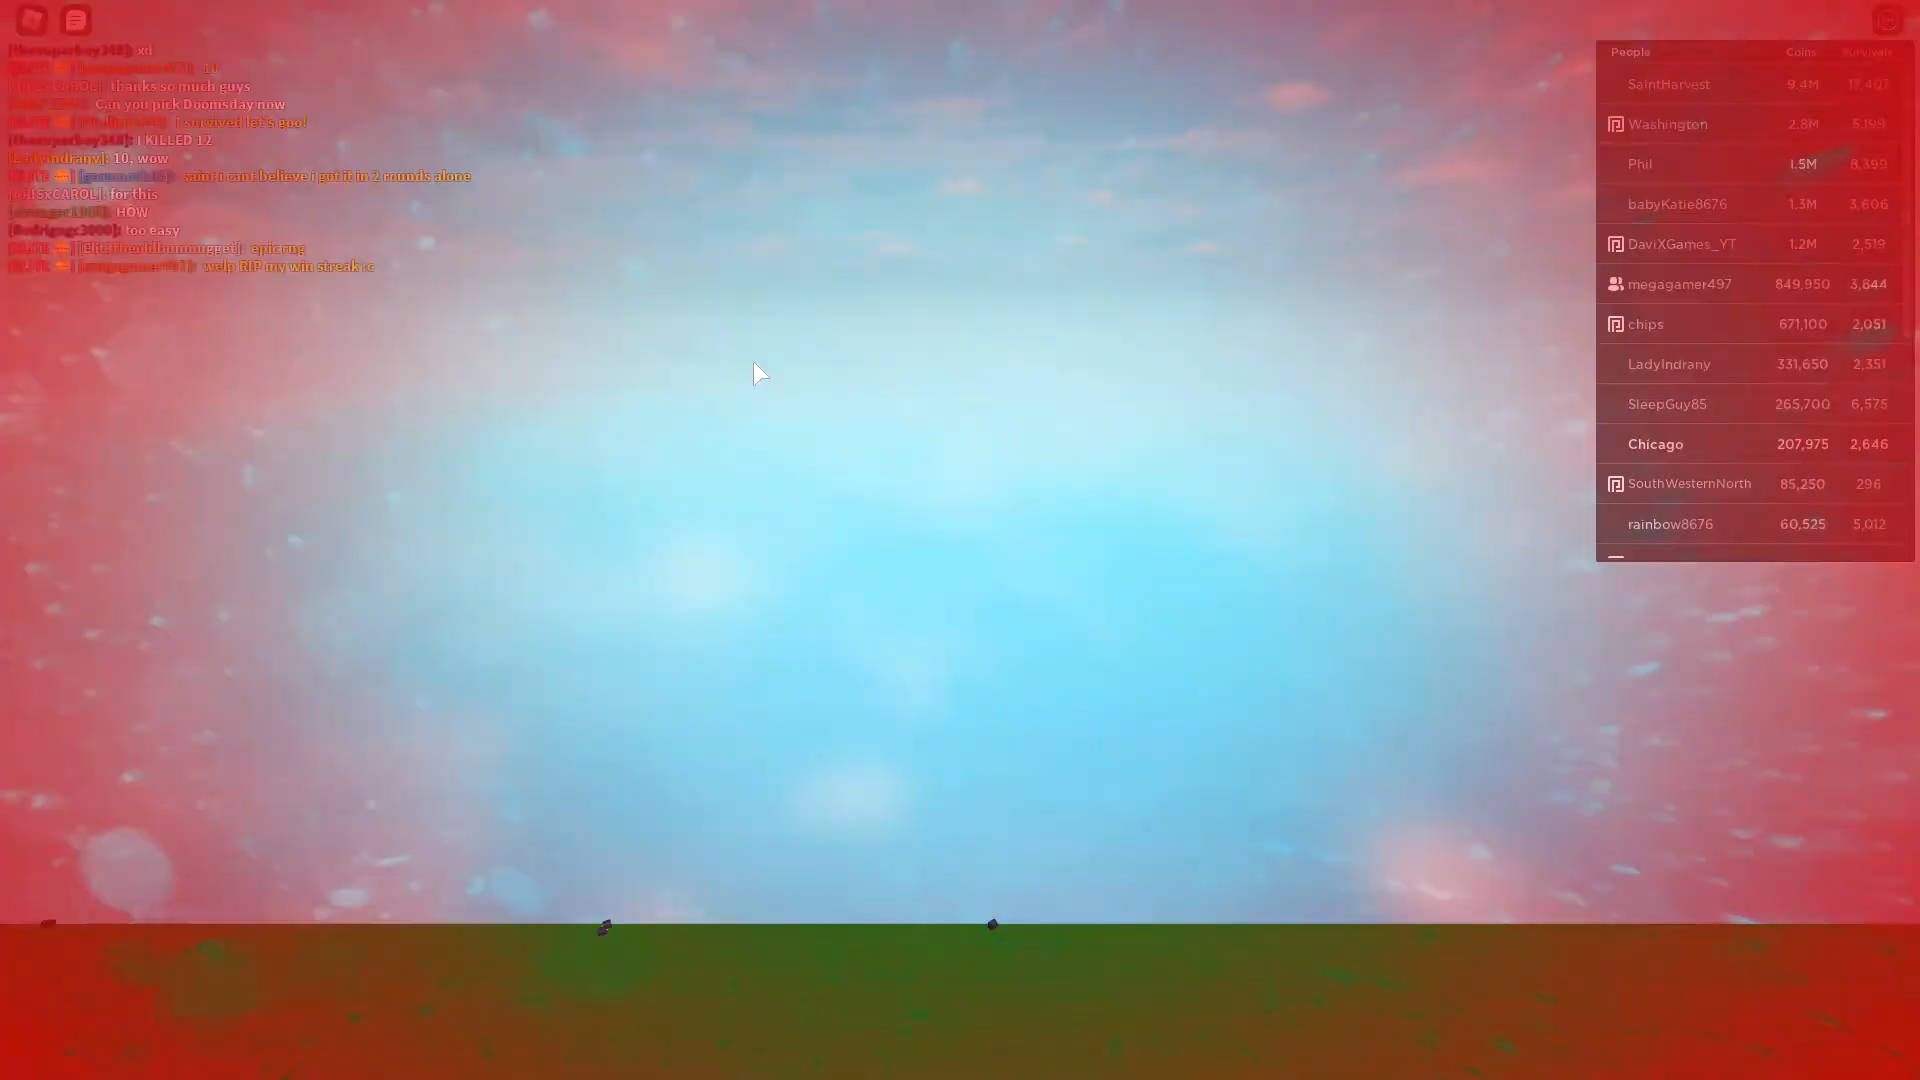 xd
thanks so much guys
Can you pick Doomsday now
i survived let's goo!
I KILLED 12
[LadyIndrany]: 10, wow
saint i cant believe i got it in 2 rounds alone
for this
HOW
too easy
epic rng
welp RIP my win streak :c
People Coins Survivals
SaintHarvest 9.4M 17,407
Washington 2.8M 5,199
Phil 1.5M 8,399
babyKatie8676 1.3M 3,606
DaviXGames_YT 1.2M 2,519
megagamer497 849,950 3,844
chips 671,100 2,051
LadyIndrany 331,650 2,351
SleepGuy85 265,700 6,575
Chicago 207,975 2,646
SouthWesternNorth 85,250 296
rainbow8676 60,525 5,012